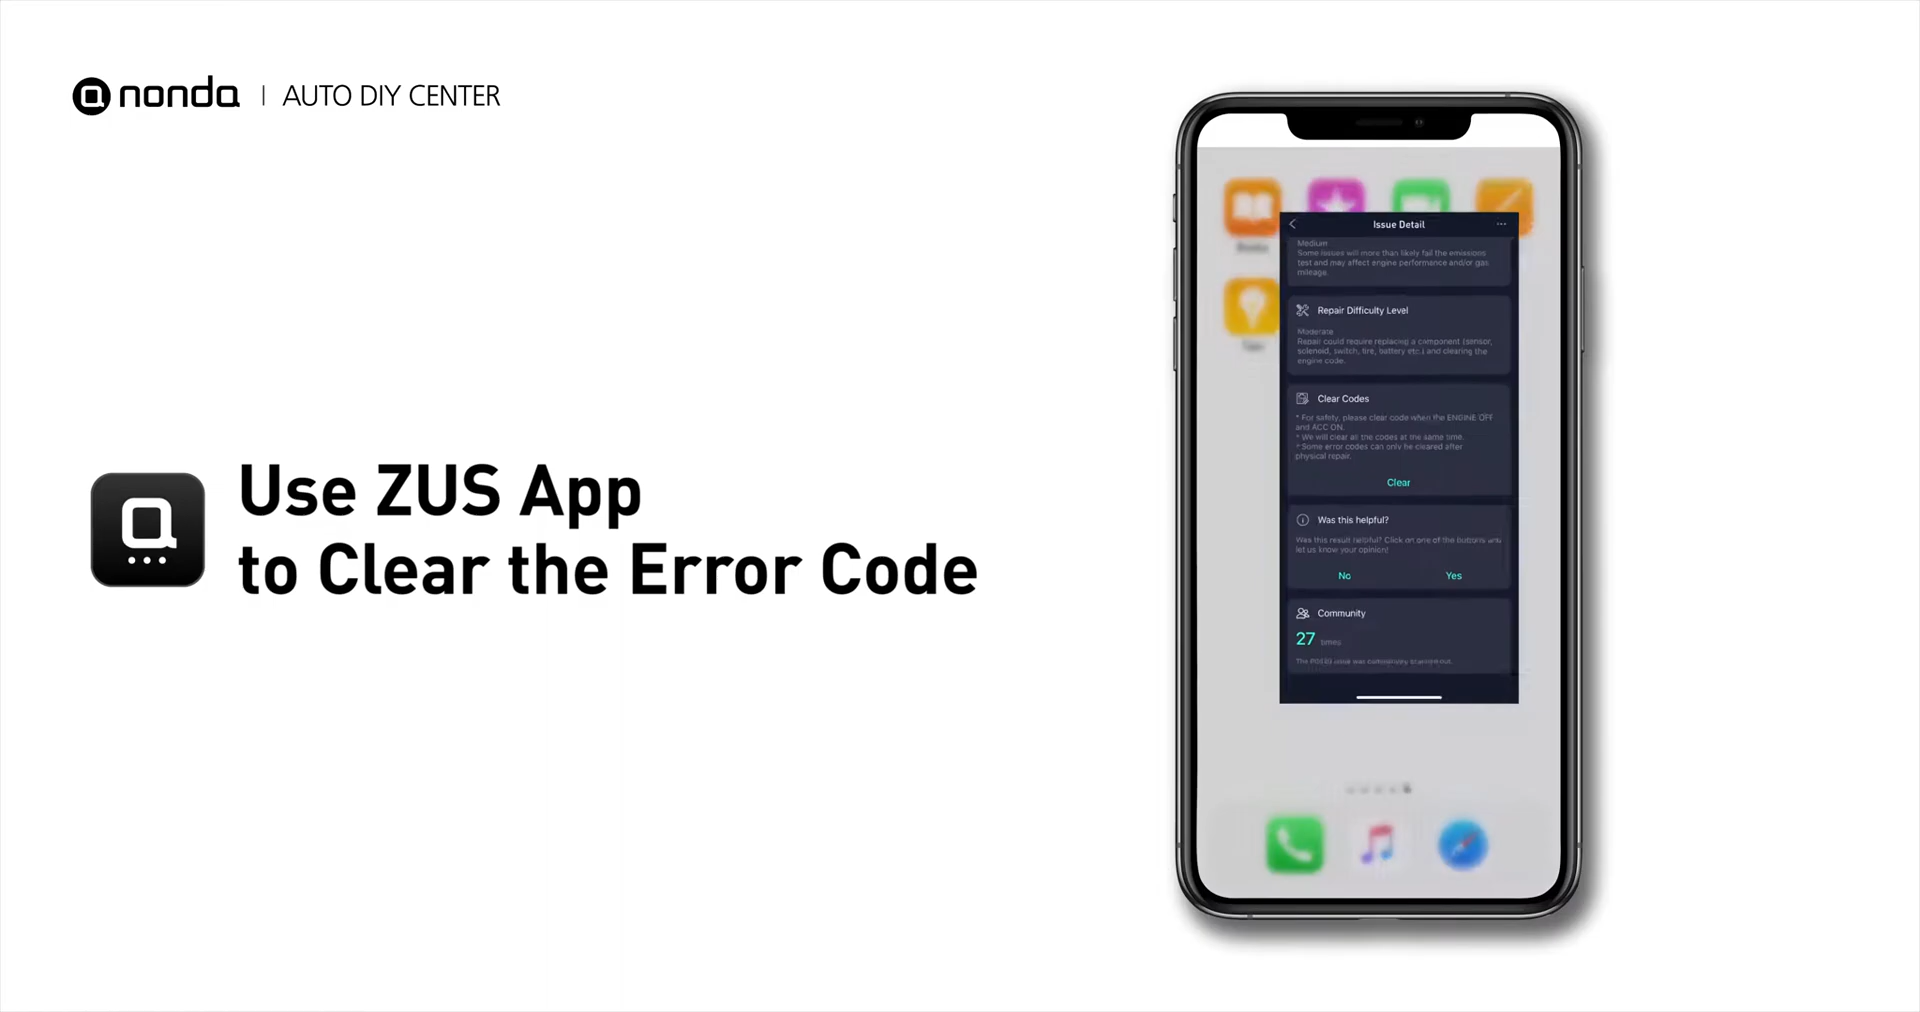 nonda | AUTO DIY CENTER
Use ZUS App
to Clear the Error Code
Issue Detail
Medium
Some issues will more than likely fail the emissions
test and may affect engine performance and/or gas
mileage
Repair Difficulty Level
Moderate
Repair could require replacing a component (sensor,
solenoid, switch, tire, battery etc.) and clearing the
engine code.
Clear Codes
* For safety, please clear code when the ENGINE OFF
and ACC ON.
* We will clear all the codes at the same time.
* Some error codes can only be cleared after
physical repair.
Clear
Was this helpful?
Was this result helpful? Click on one of the buttons and
let us know your opinion!
No Yes
Community
27 times
The issue was